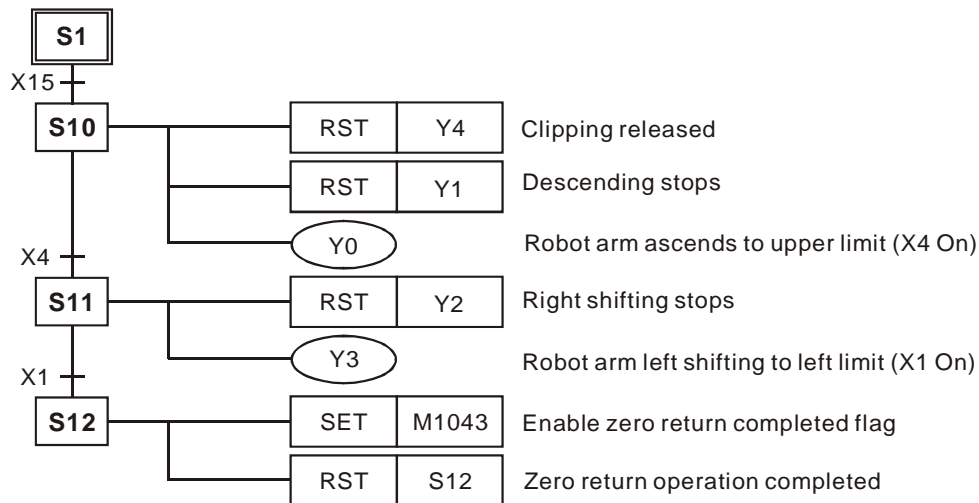 S1
X15
S10
RST Y4 Clipping released
RST Y1 Descending stops
Y0 Robot arm ascends to upper limit (X4 On)
X4
S11
RST Y2 Right shifting stops
Y3 Robot arm left shifting to left limit (X1 On)
X1
S12
SET M1043 Enable zero return completed flag
RST S12 Zero return operation completed